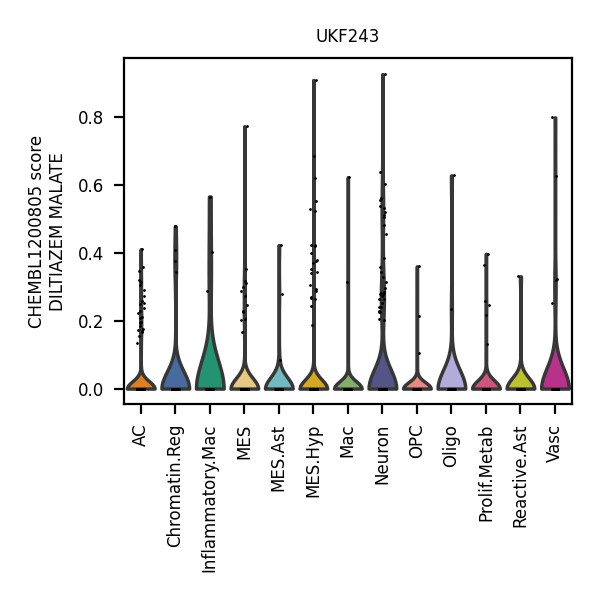 UKF243
CHEMBL1200805 score
DILTIAZEM MALATE
0.8
0.6
0.4
0.2
0.0
AC
Chromatin.Reg
Inflammatory.Mac
MES
MES.Ast
MES.Hyp
Mac
Neuron
OPC
Oligo
Prolif.Metab
Reactive.Ast
Vasc